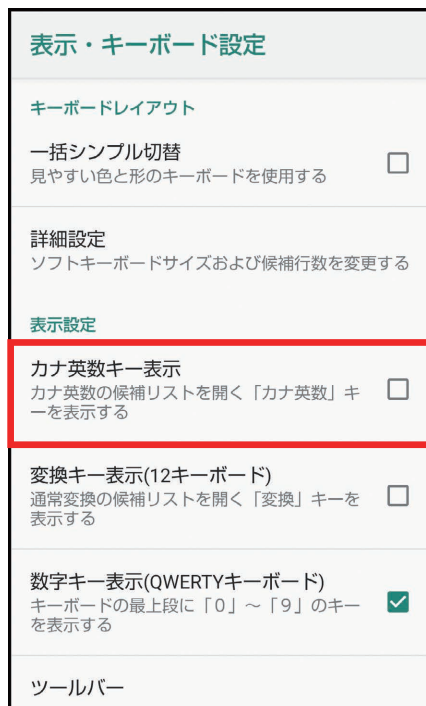 表示・キーボード設定
キーボードレイアウト
一括シンプル切替
見やすい色と形のキーボードを使用する
詳細設定
ソフトキーボードサイズおよび候補行数を変更する
表示設定
カナ英数キー表示
カナ英数の候補リストを開く「カナ英数」キ
ーを表示する
変換キー表示(12キーボード)
通常変換の候補リストを開く「変換」キーを
表示する
数字キー表示(QWERTYキーボード)
キーボードの最上段に「0」～「9」のキー
を表示する
ツールバー